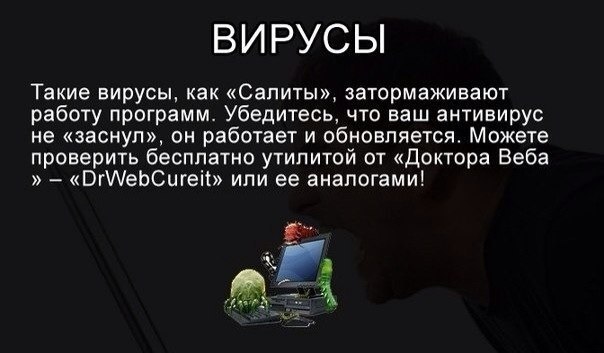 ВИРУСЫ
Такие вирусы, как «Салиты», затормаживают
работу программ. Убедитесь, что ваш антивирус
не «заснул», он работает и обновляется. Можете
проверить бесплатно утилитой от «Доктора Веба
» – «DrWebCureit» или ее аналогами!